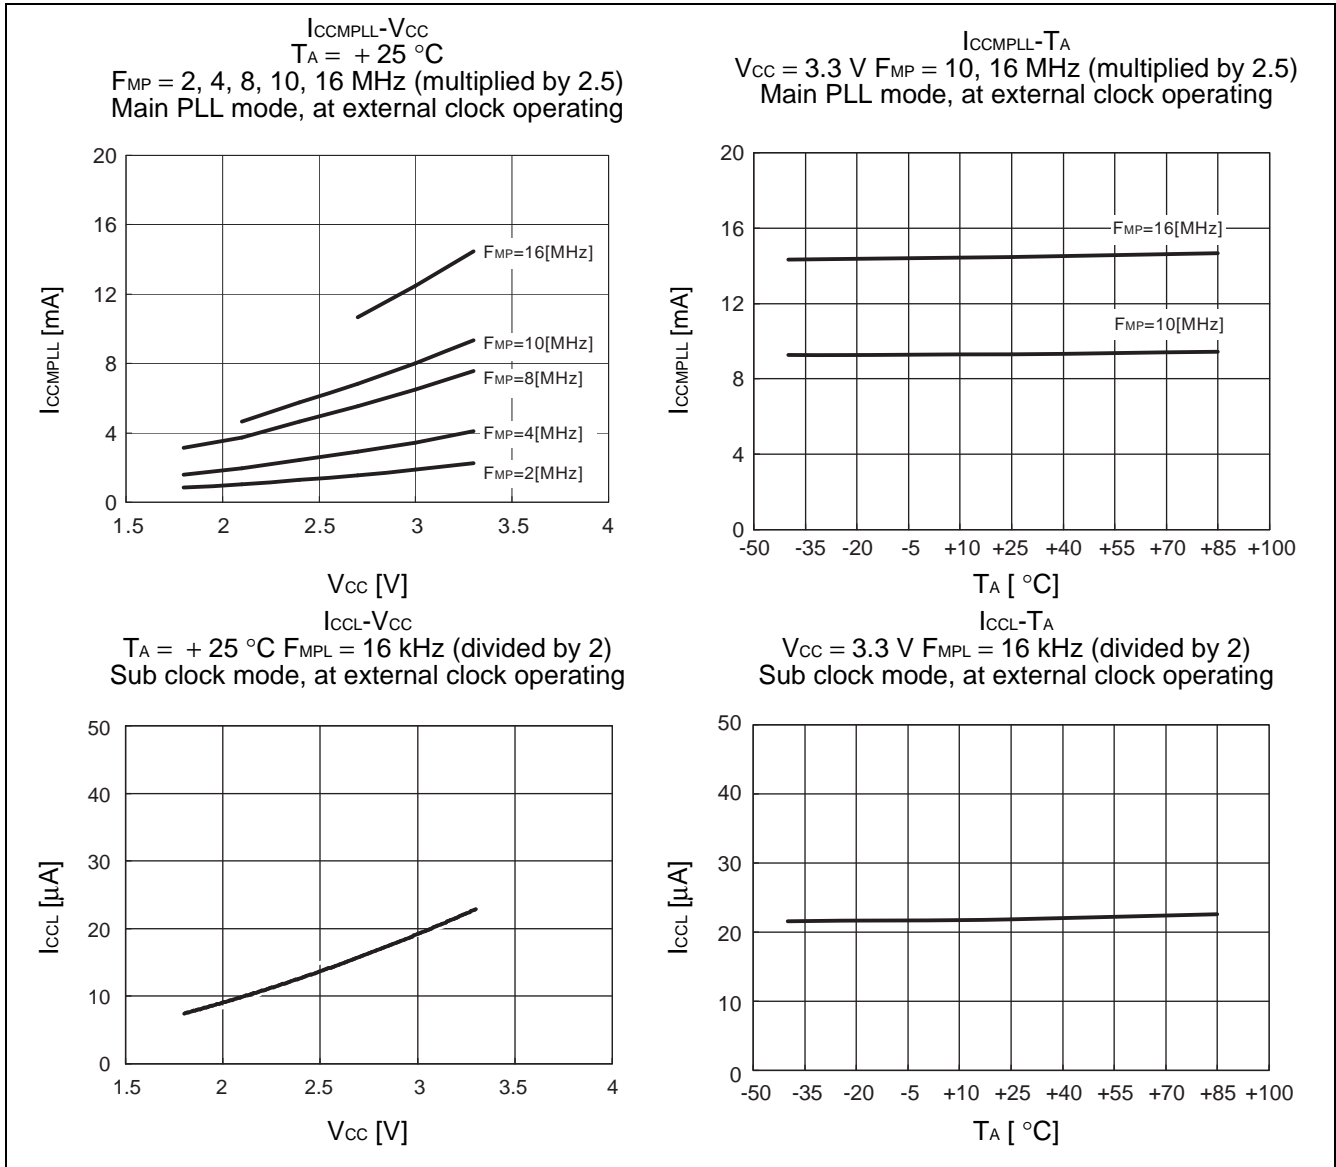 ICCMPLL-VCC
TA = + 25 °C
FMP = 2, 4, 8, 10, 16 MHz (multiplied by 2.5)
Main PLL mode, at external clock operating
20
16
12
8
4
0
1.5 2 2.5 3 3.5 4
ICCMPLL [mA]
FMP=16[MHz]
FMP=10[MHz]
FMP=8[MHz]
FMP=4[MHz]
FMP=2[MHz]
VCC [V]
ICCMPLL-TA
VCC = 3.3 V FMP = 10, 16 MHz (multiplied by 2.5)
Main PLL mode, at external clock operating
20
16
12
8
4
0
-50 -35 -20 -5 +10 +25 +40 +55 +70 +85 +100
ICCMPLL [mA]
FMP=16[MHz]
FMP=10[MHz]
TA [ °C]
ICCL-VCC
TA = + 25 °C FMPL = 16 kHz (divided by 2)
Sub clock mode, at external clock operating
50
40
30
20
10
0
1.5 2 2.5 3 3.5 4
ICCL [μA]
VCC [V]
ICCL-TA
VCC = 3.3 V FMPL = 16 kHz (divided by 2)
Sub clock mode, at external clock operating
50
40
30
20
10
0
-50 -35 -20 -5 +10 +25 +40 +55 +70 +85 +100
ICCL [μA]
TA [ °C]